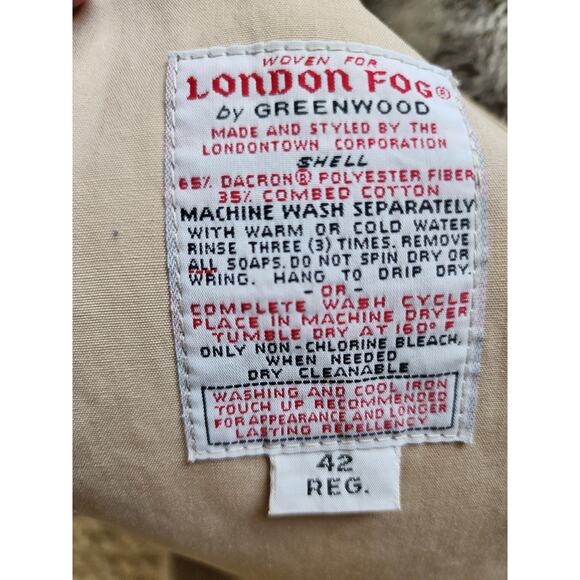 WOVEN FOR
LONDON FOG®
by GREENWOOD
MADE AND STYLED BY THE
LONDONTOWN CORPORATION
SHELL
65% DACRON® POLYESTER FIBER
35% COMBED COTTON
MACHINE WASH SEPARATELY
WITH WARM OR COLD WATER
RINSE THREE (3) TIMES. REMOVE
ALL SOAPS. DO NOT SPIN DRY OR
WRING. HANG TO DRIP DRY.
- OR -
COMPLETE WASH CYCLE
PLACE IN MACHINE DRYER
TUMBLE DRY AT 160° F
ONLY NON-CHLORINE BLEACH,
WHEN NEEDED
DRY CLEANABLE
WASHING AND COOL IRON
TOUCH UP RECOMMENDED
FOR APPEARANCE AND LONGER
LASTING REPELLENCY
42
REG.